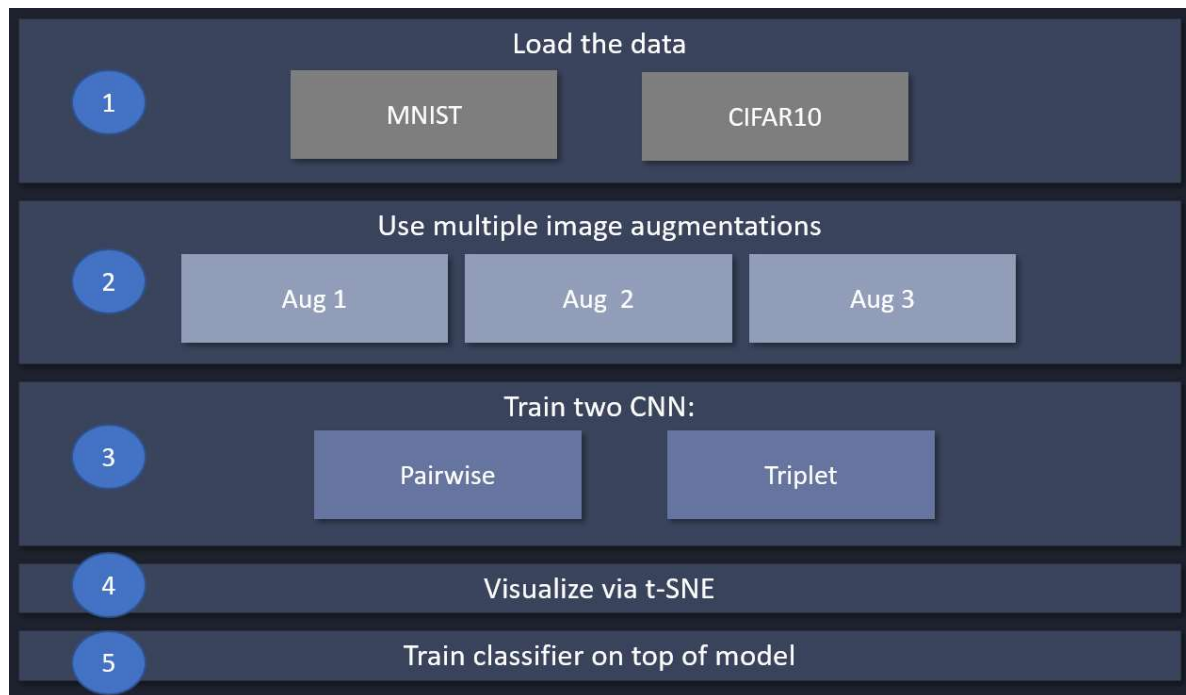 Load the data
1
MNIST
CIFAR10
Use multiple image augmentations
2
Aug 1
Aug 2
Aug 3
Train two CNN:
3
Pairwise
Triplet
4
Visualize via t-SNE
5
Train classifier on top of model